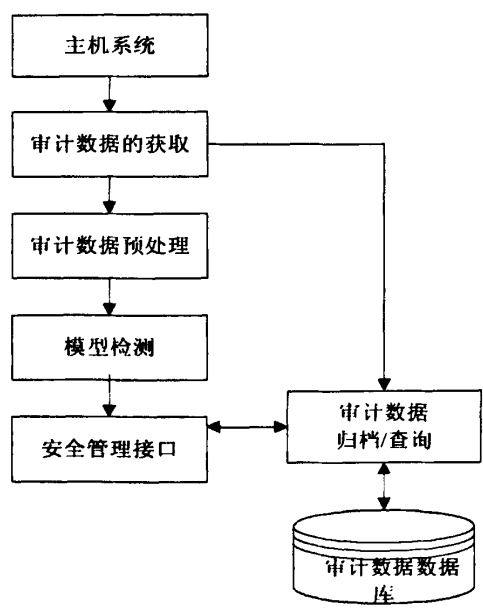 主机系统
审计数据的获取
审计数据预处理
模型检测
安全管理接口
审计数据
归档/查询
审计数据数据
库